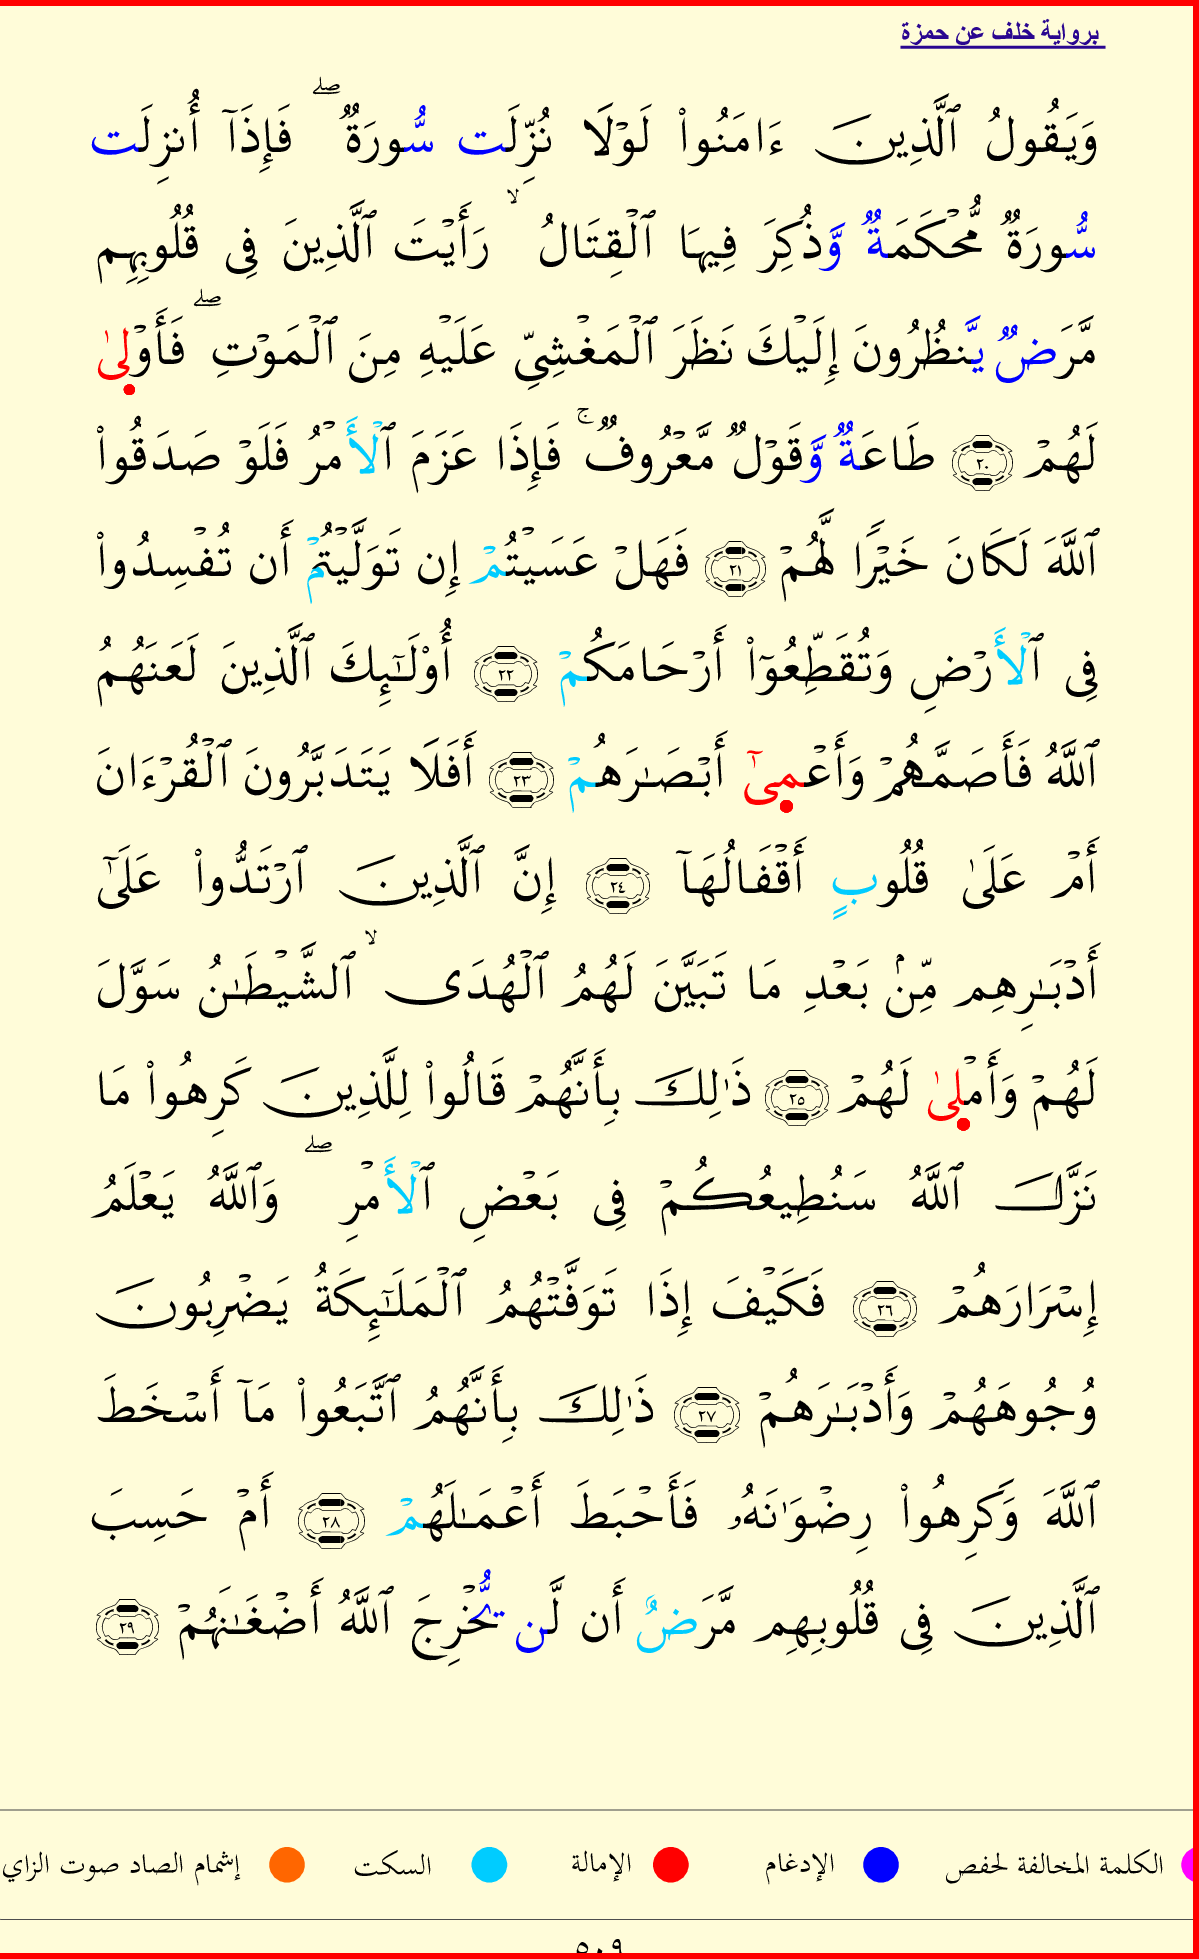 برواية خلف عن حمزة
وَيَقُولُ ٱلَّذِينَ ءَامَنُوا۟ لَوْلَا نُزِّلَت سُّورَةٌ ۖ فَإِذَآ أُنزِلَت
سُّورَةٌ مُّحْكَمَةٌ وَّذُكِرَ فِيهَا ٱلْقِتَالُ ۙ رَأَيْتَ ٱلَّذِينَ فِى قُلُوبِهِم
مَّرَضٌ يَّنظُرُونَ إِلَيْكَ نَظَرَ ٱلْمَغْشِىِّ عَلَيْهِ مِنَ ٱلْمَوْتِ ۖ فَأَوْلىٰ
لَهُمْ ٢٠ طَاعَةٌ وَّقَوْلٌ مَّعْرُوفٌ ۚ فَإِذَا عَزَمَ ٱلْأَمْرُ فَلَوْ صَدَقُوا۟
ٱللَّهَ لَكَانَ خَيْرًا لَّهُمْ ٢١ فَهَلْ عَسَيْتُمْ إِن تَوَلَّيْتُمْ أَن تُفْسِدُوا۟
فِى ٱلْأَرْضِ وَتُقَطِّعُوٓا۟ أَرْحَامَكُمْ ٢٢ أُو۟لَـٰٓئِكَ ٱلَّذِينَ لَعَنَهُمُ
ٱللَّهُ فَأَصَمَّهُمْ وَأَعْمىٰٓ أَبْصَـٰرَهُمْ ٢٣ أَفَلَا يَتَدَبَّرُونَ ٱلْقُرْءَانَ
أَمْ عَلَىٰ قُلُوبٍ أَقْفَالُهَآ ٢٤ إِنَّ ٱلَّذِينَ ٱرْتَدُّوا۟ عَلَىٰٓ
أَدْبَـٰرِهِم مِّنۢ بَعْدِ مَا تَبَيَّنَ لَهُمُ ٱلْهُدَى ۙ ٱلشَّيْطَـٰنُ سَوَّلَ
لَهُمْ وَأَمْلىٰ لَهُمْ ٢٥ ذَٰلِكَ بِأَنَّهُمْ قَالُوا۟ لِلَّذِينَ كَرِهُوا۟ مَا
نَزَّلَ ٱللَّهُ سَنُطِيعُكُمْ فِى بَعْضِ ٱلْأَمْرِ ۖ وَٱللَّهُ يَعْلَمُ
إِسْرَارَهُمْ ٢٦ فَكَيْفَ إِذَا تَوَفَّتْهُمُ ٱلْمَلَـٰٓئِكَةُ يَضْرِبُونَ
وُجُوهَهُمْ وَأَدْبَـٰرَهُمْ ٢٧ ذَٰلِكَ بِأَنَّهُمُ ٱتَّبَعُوا۟ مَآ أَسْخَطَ
ٱللَّهَ وَكَرِهُوا۟ رِضْوَٰنَهُۥ فَأَحْبَطَ أَعْمَـٰلَهُمْ ٢٨ أَمْ حَسِبَ
ٱلَّذِينَ فِى قُلُوبِهِم مَّرَضٌ أَن لَّن يُّخْرِجَ ٱللَّهُ أَضْغَـٰنَهُمْ ٢٩
الكلمة المخالفة لحفص الإدغام الإمالة السكت إشمام الصاد صوت الزاي
٥٠٩